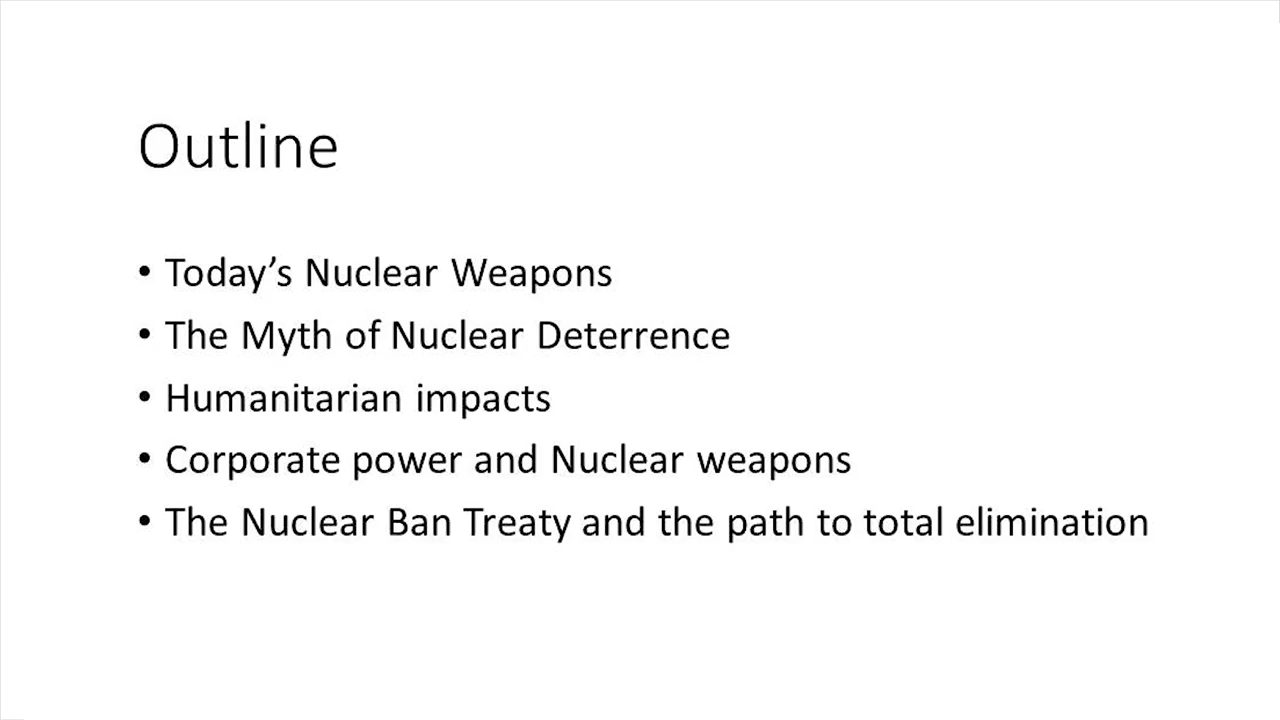 Outline
• Today’s Nuclear Weapons
• The Myth of Nuclear Deterrence
• Humanitarian impacts
• Corporate power and Nuclear weapons
• The Nuclear Ban Treaty and the path to total elimination